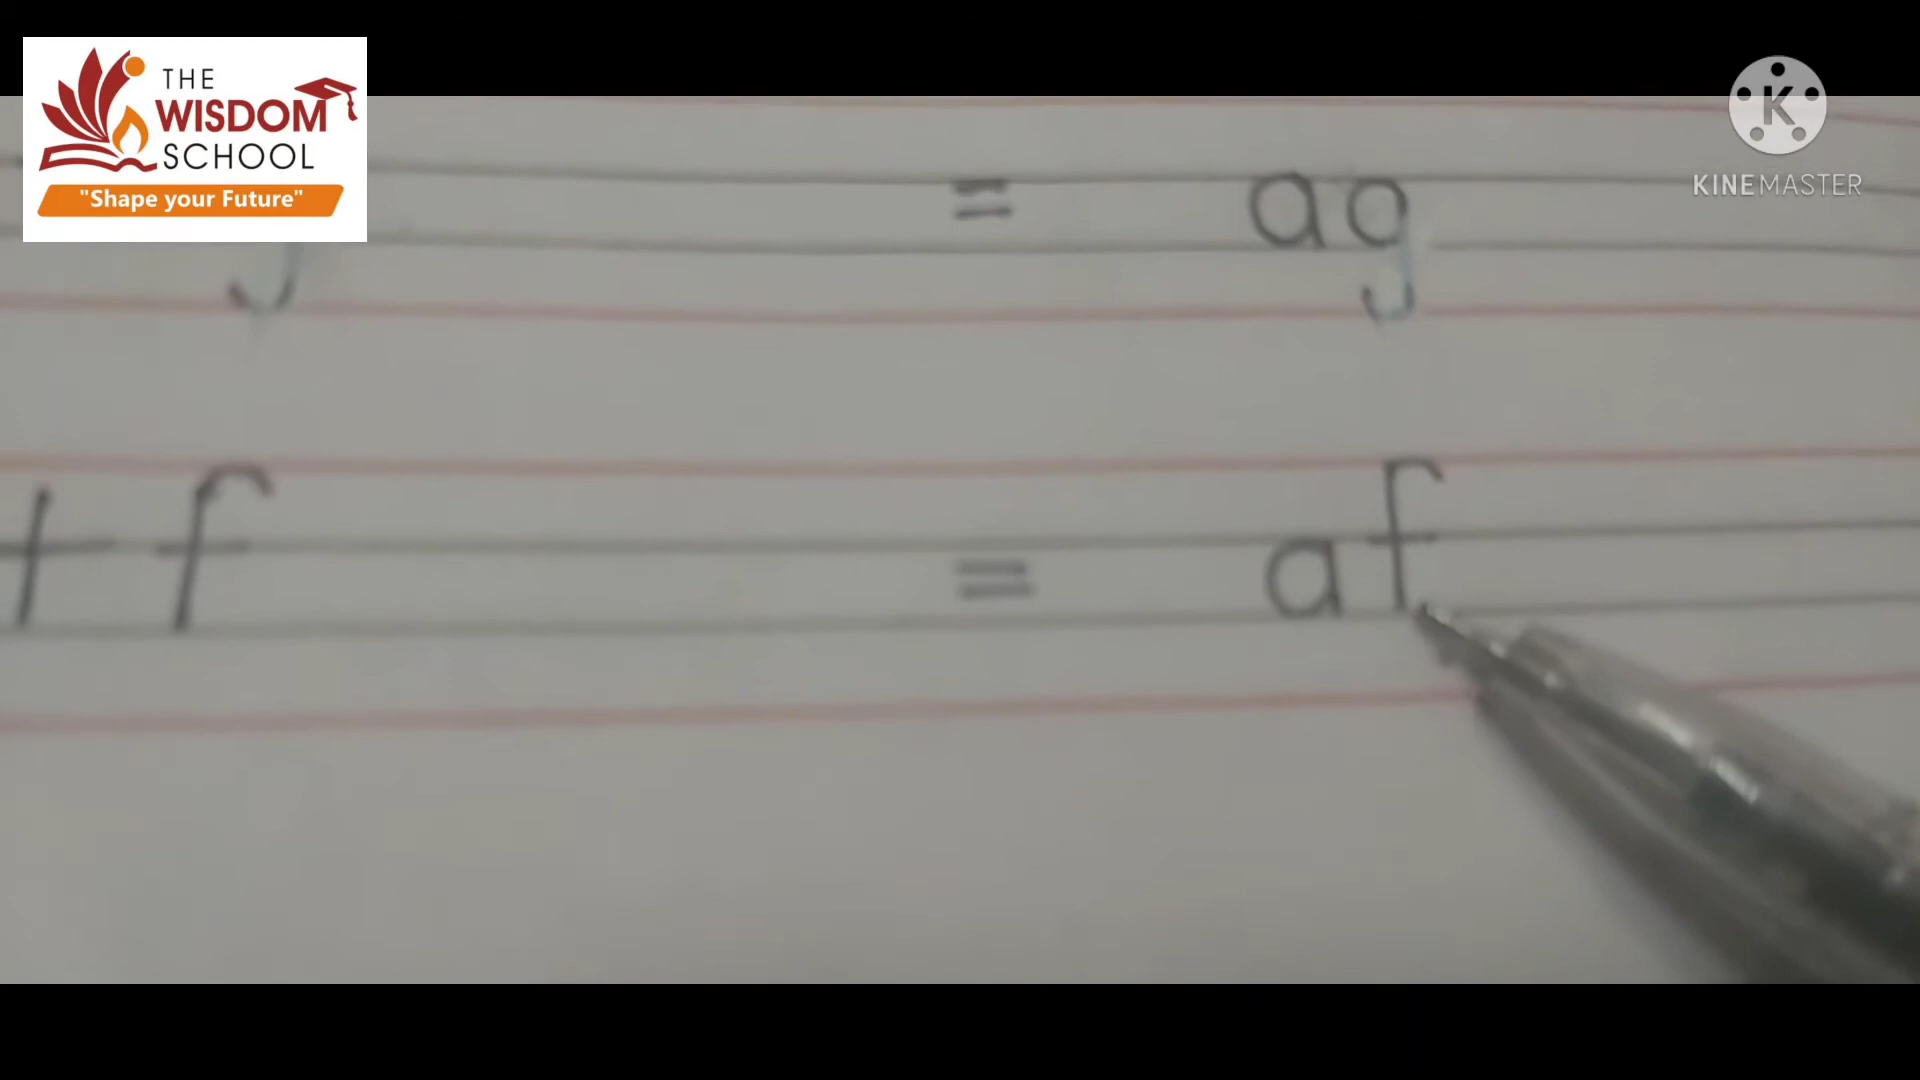 THE
WISDOM
SCHOOL
"Shape your Future"
K
KINEMASTER
g = ag
+ f = af